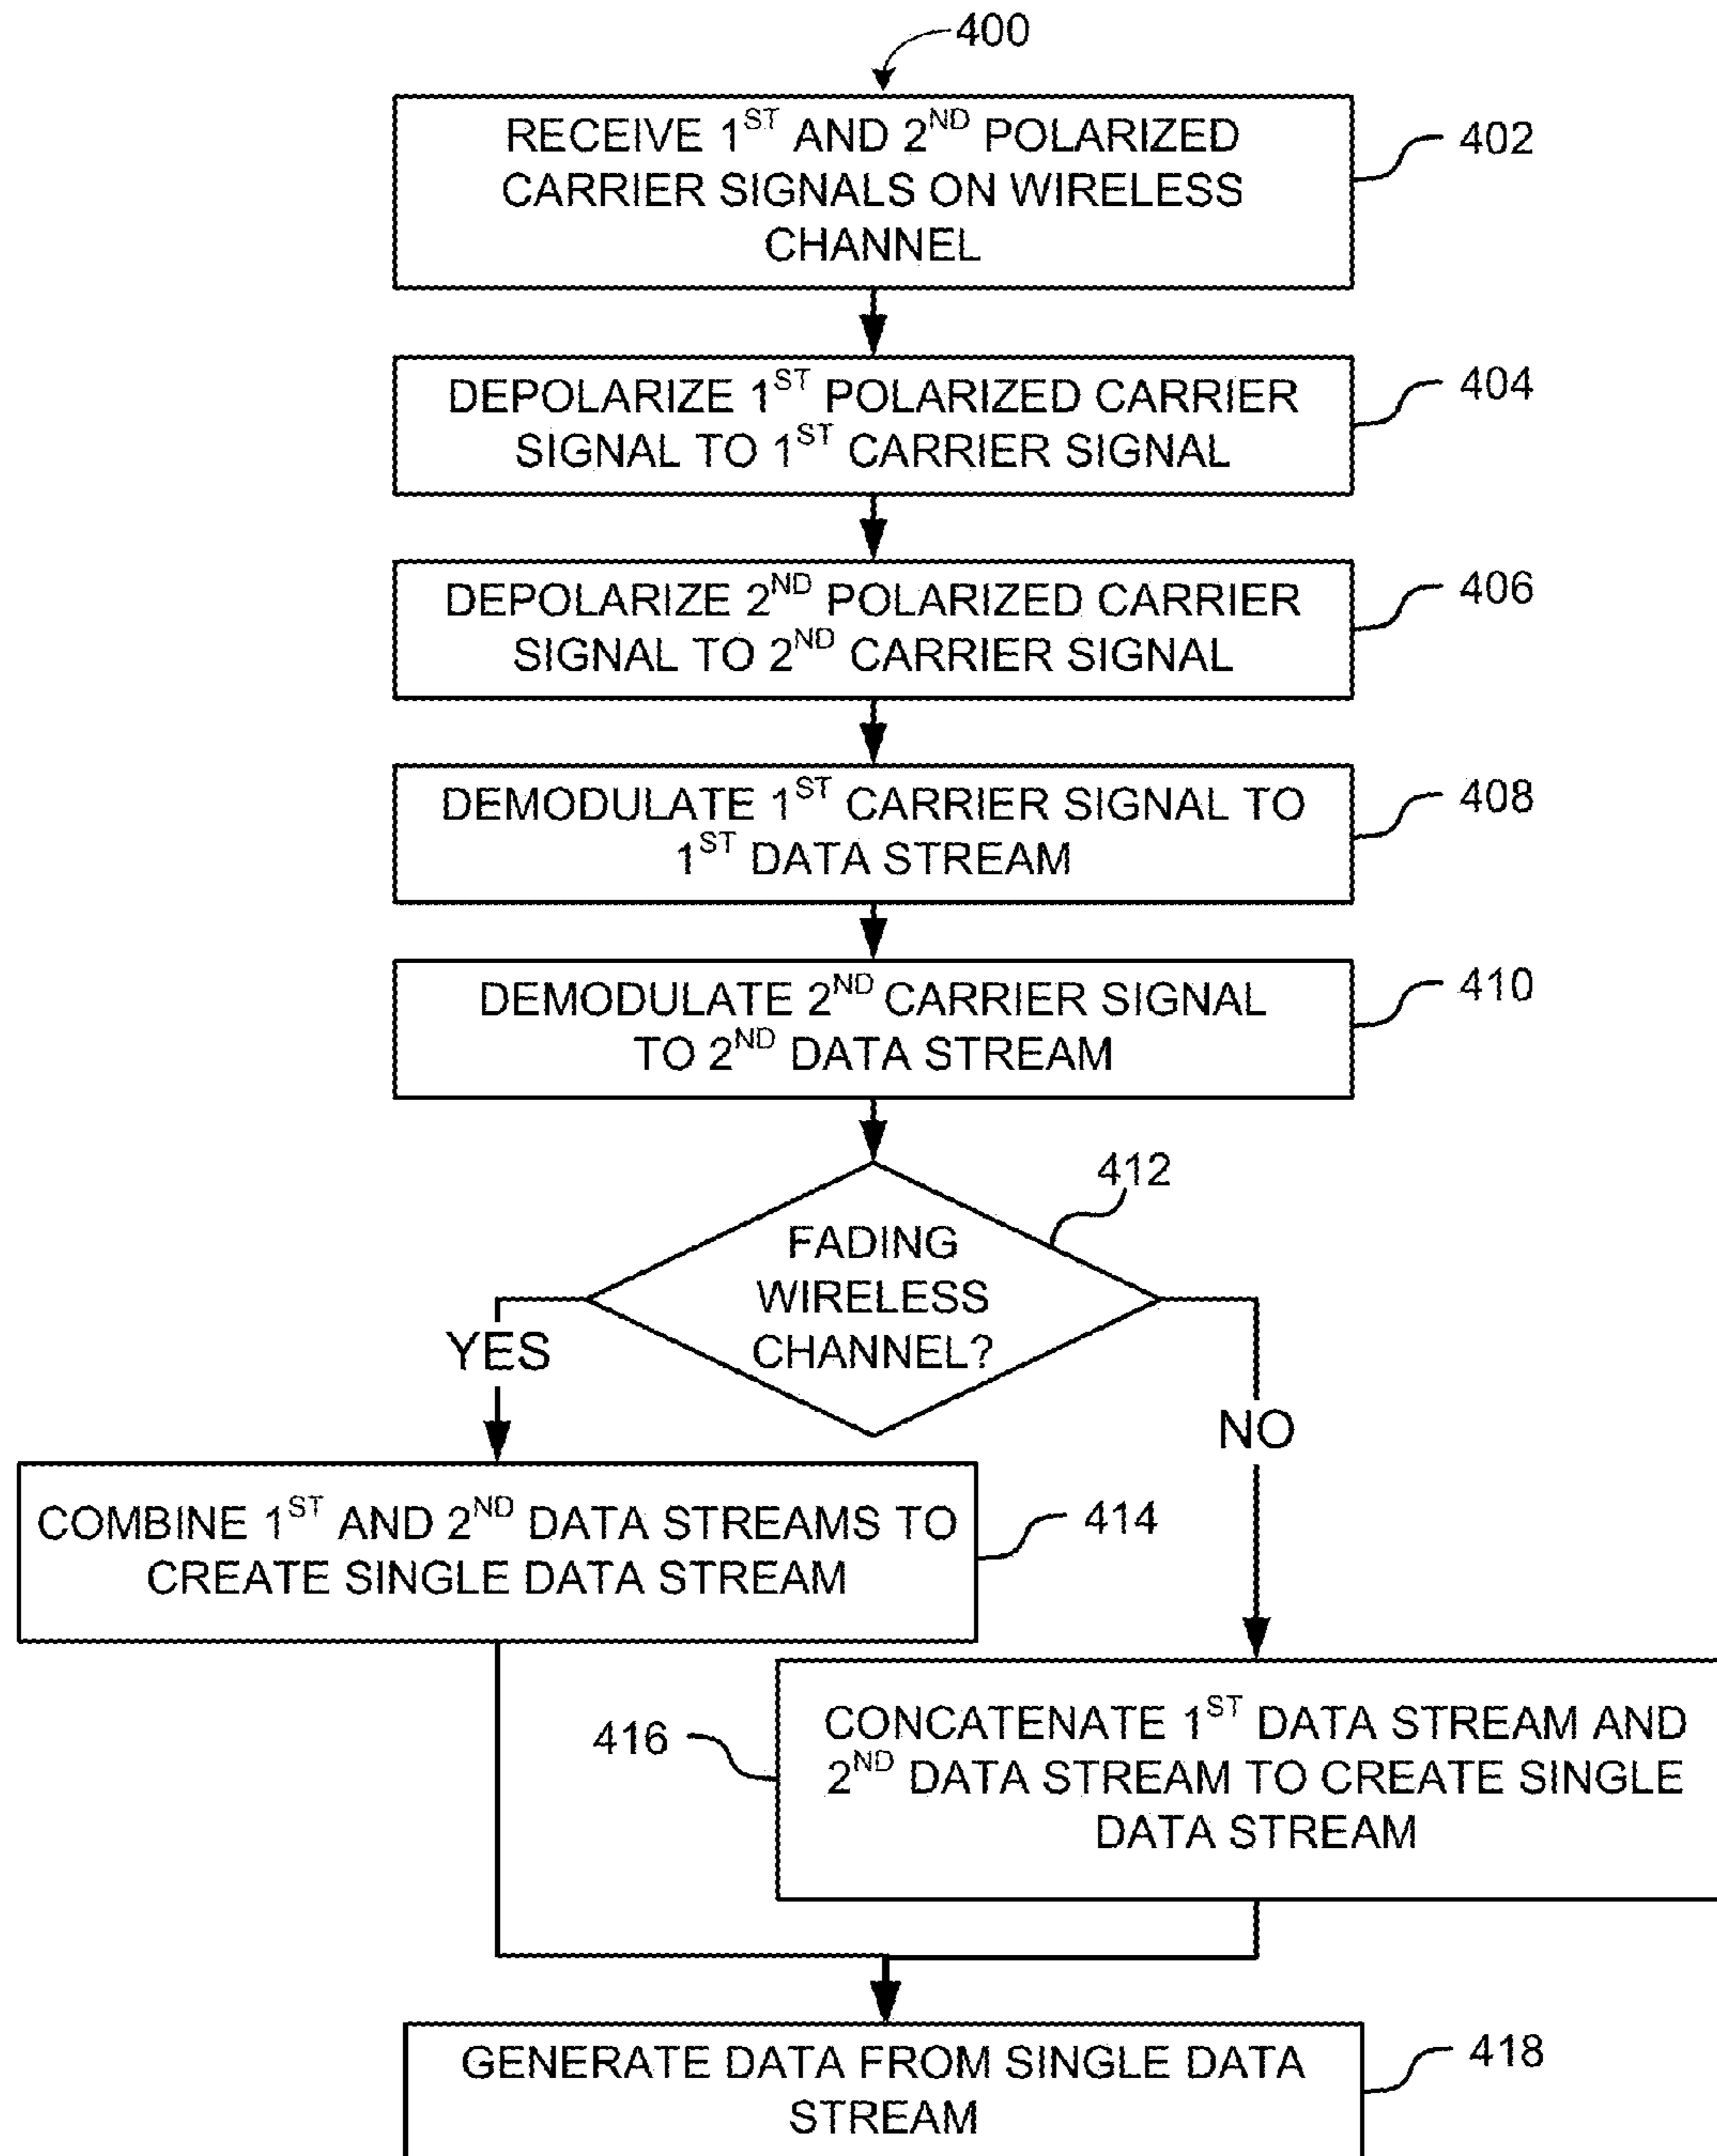 400
RECEIVE 1ST AND 2ND POLARIZED
CARRIER SIGNALS ON WIRELESS
CHANNEL
402
DEPOLARIZE 1ST POLARIZED CARRIER
SIGNAL TO 1ST CARRIER SIGNAL
404
DEPOLARIZE 2ND POLARIZED CARRIER
SIGNAL TO 2ND CARRIER SIGNAL
406
DEMODULATE 1ST CARRIER SIGNAL TO
1ST DATA STREAM
408
DEMODULATE 2ND CARRIER SIGNAL
TO 2ND DATA STREAM
410
412
FADING
WIRELESS
CHANNEL?
YES
NO
COMBINE 1ST AND 2ND DATA STREAMS TO
CREATE SINGLE DATA STREAM
414
416
CONCATENATE 1ST DATA STREAM AND
2ND DATA STREAM TO CREATE SINGLE
DATA STREAM
GENERATE DATA FROM SINGLE DATA
STREAM
418